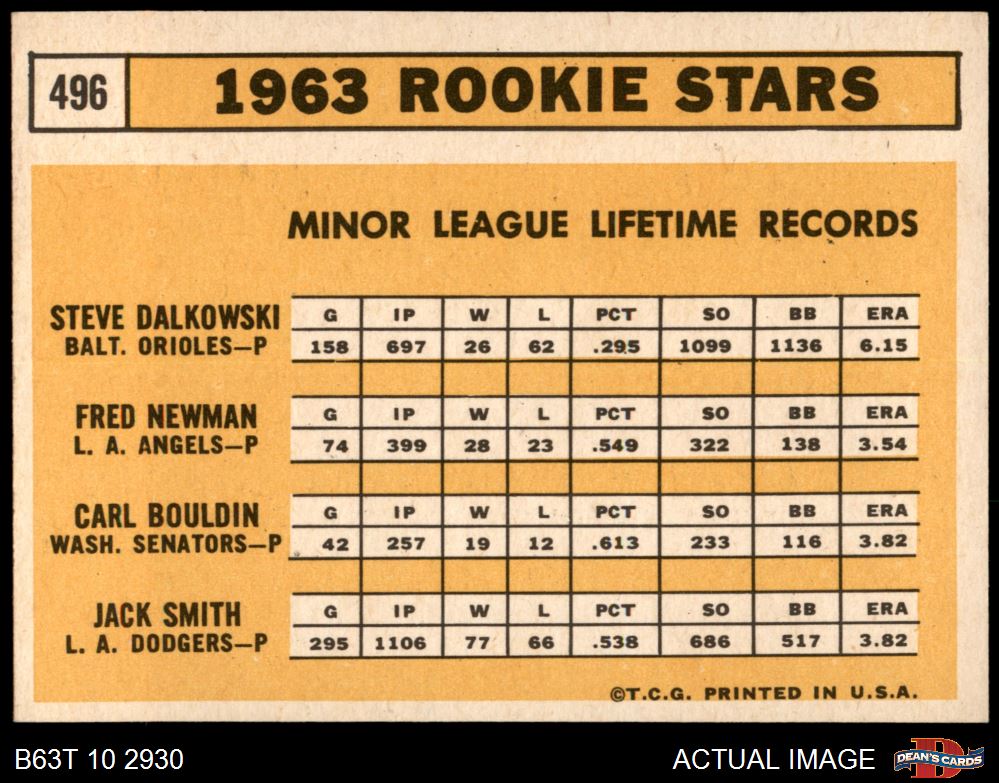 496 1963 ROOKIE STARS
MINOR LEAGUE LIFETIME RECORDS
STEVE DALKOWSKI G IP W L PCT SO BB ERA
BALT. ORIOLES—P 158 697 26 62 .295 1099 1136 6.15
FRED NEWMAN G IP W L PCT SO BB ERA
L. A. ANGELS—P 74 399 28 23 .549 322 138 3.54
CARL BOULDIN G IP W L PCT SO BB ERA
WASH. SENATORS—P 42 257 19 12 .613 233 116 3.82
JACK SMITH G IP W L PCT SO BB ERA
L. A. DODGERS—P 295 1106 77 66 .538 686 517 3.82
©T.C.G. PRINTED IN U.S.A.
B63T 10 2930 ACTUAL IMAGE DEAN'S CARDS